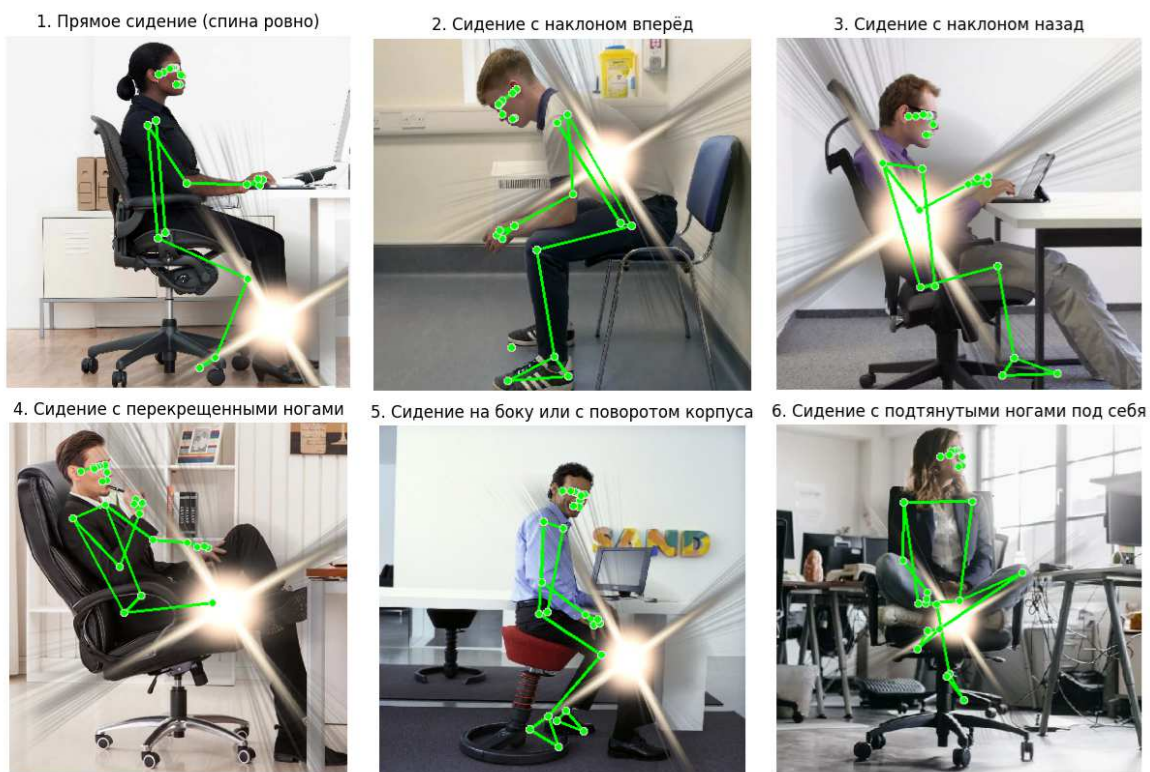 1. Прямое сидение (спина ровно)
2. Сидение с наклоном вперёд
3. Сидение с наклоном назад
4. Сидение с перекрещенными ногами
5. Сидение на боку или с поворотом корпуса
6. Сидение с подтянутыми ногами под себя
SAND